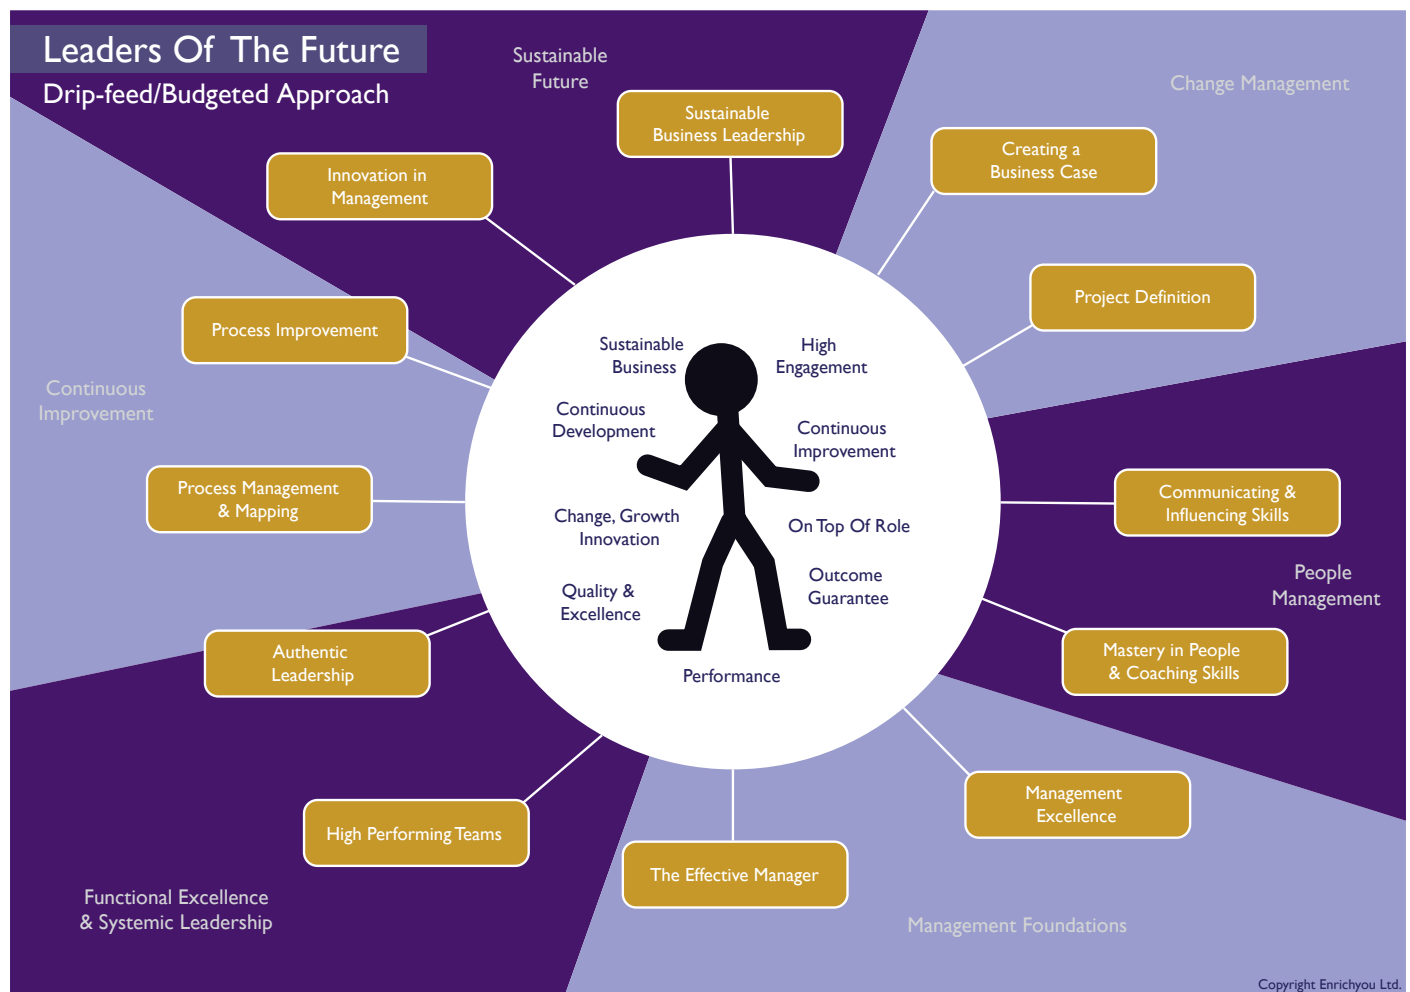 Leaders Of The Future
Drip-feed/Budgeted Approach
Sustainable
Future
Sustainable
Business Leadership
Innovation in
Management
Change Management
Creating a
Business Case
Project Definition
Communicating &
Influencing Skills
People
Management
Mastery in People
& Coaching Skills
Management
Excellence
The Effective Manager
Management Foundations
High Performing Teams
Authentic
Leadership
Functional Excellence
& Systemic Leadership
Process Management
& Mapping
Continuous
Improvement
Process Improvement
Sustainable
Business
High
Engagement
Continuous
Development
Continuous
Improvement
Change, Growth
Innovation
On Top Of Role
Quality &
Excellence
Outcome
Guarantee
Performance
Copyright Enrichyou Ltd.